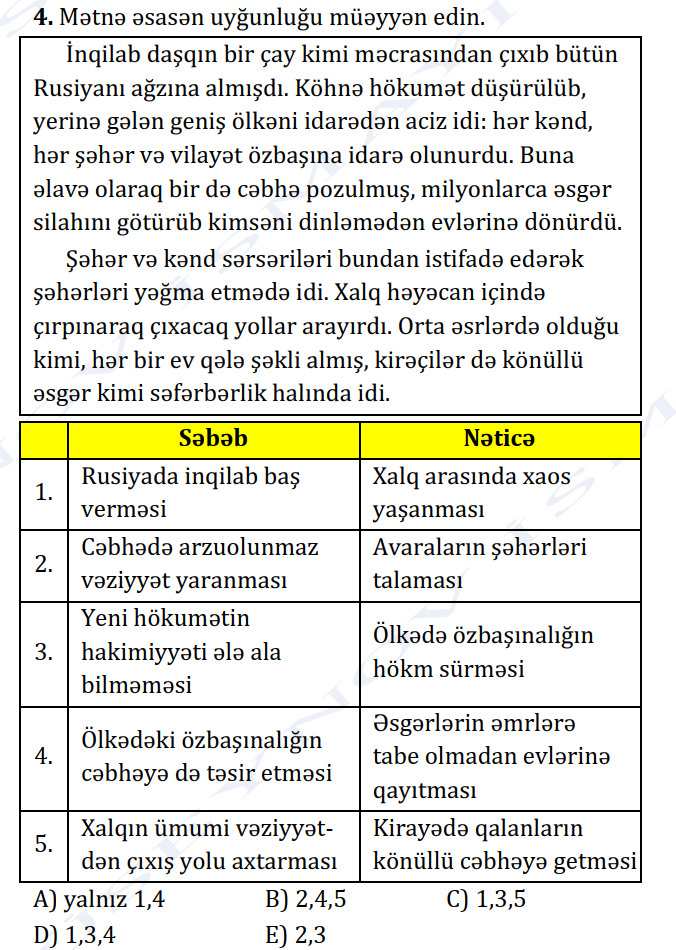 4. Mətnə əsasən uyğunluğu müəyyən edin.
İnqilab daşqın bir çay kimi məcrasından çıxıb bütün
Rusiyanı ağzına almışdı. Köhnə hökumət düşürülüb,
yerinə gələn geniş ölkəni idarədən aciz idi: hər kənd,
hər şəhər və vilayət özbaşına idarə olunurdu. Buna
əlavə olaraq bir də cəbhə pozulmuş, milyonlarca əsgər
silahını götürüb kimsəni dinləmədən evlərinə dönürdü.
Şəhər və kənd sərsəriləri bundan istifadə edərək
şəhərləri yəğma etmədə idi. Xalq həyəcan içində
çırpınaraq çıxacaq yollar arayırdı. Orta əsrlərdə olduğu
kimi, hər bir ev qələ şəkli almış, kirəçilər də könüllü
əsgər kimi səfərbərlik halında idi.
Səbəb Nəticə
1. Rusiyada inqilab baş
verməsi
Xalq arasında xaos
yaşanması
2. Cəbhədə arzuolunmaz
vəziyyət yaranması
Avaraların şəhərləri
talaması
3. Yeni hökumətin
hakimiyyəti ələ ala
bilməməsi
Ölkədə özbaşınalığın
hökm sürməsi
4. Ölkədəki özbaşınalığın
cəbhəyə də təsir etməsi
Əsgərlərin əmrlərə
tabe olmadan evlərinə
qayıtması
5. Xalqın ümumi vəziyyət-
dən çıxış yolu axtarması
Kirayədə qalanların
könüllü cəbhəyə getməsi
A) yalnız 1,4 B) 2,4,5 C) 1,3,5
D) 1,3,4 E) 2,3